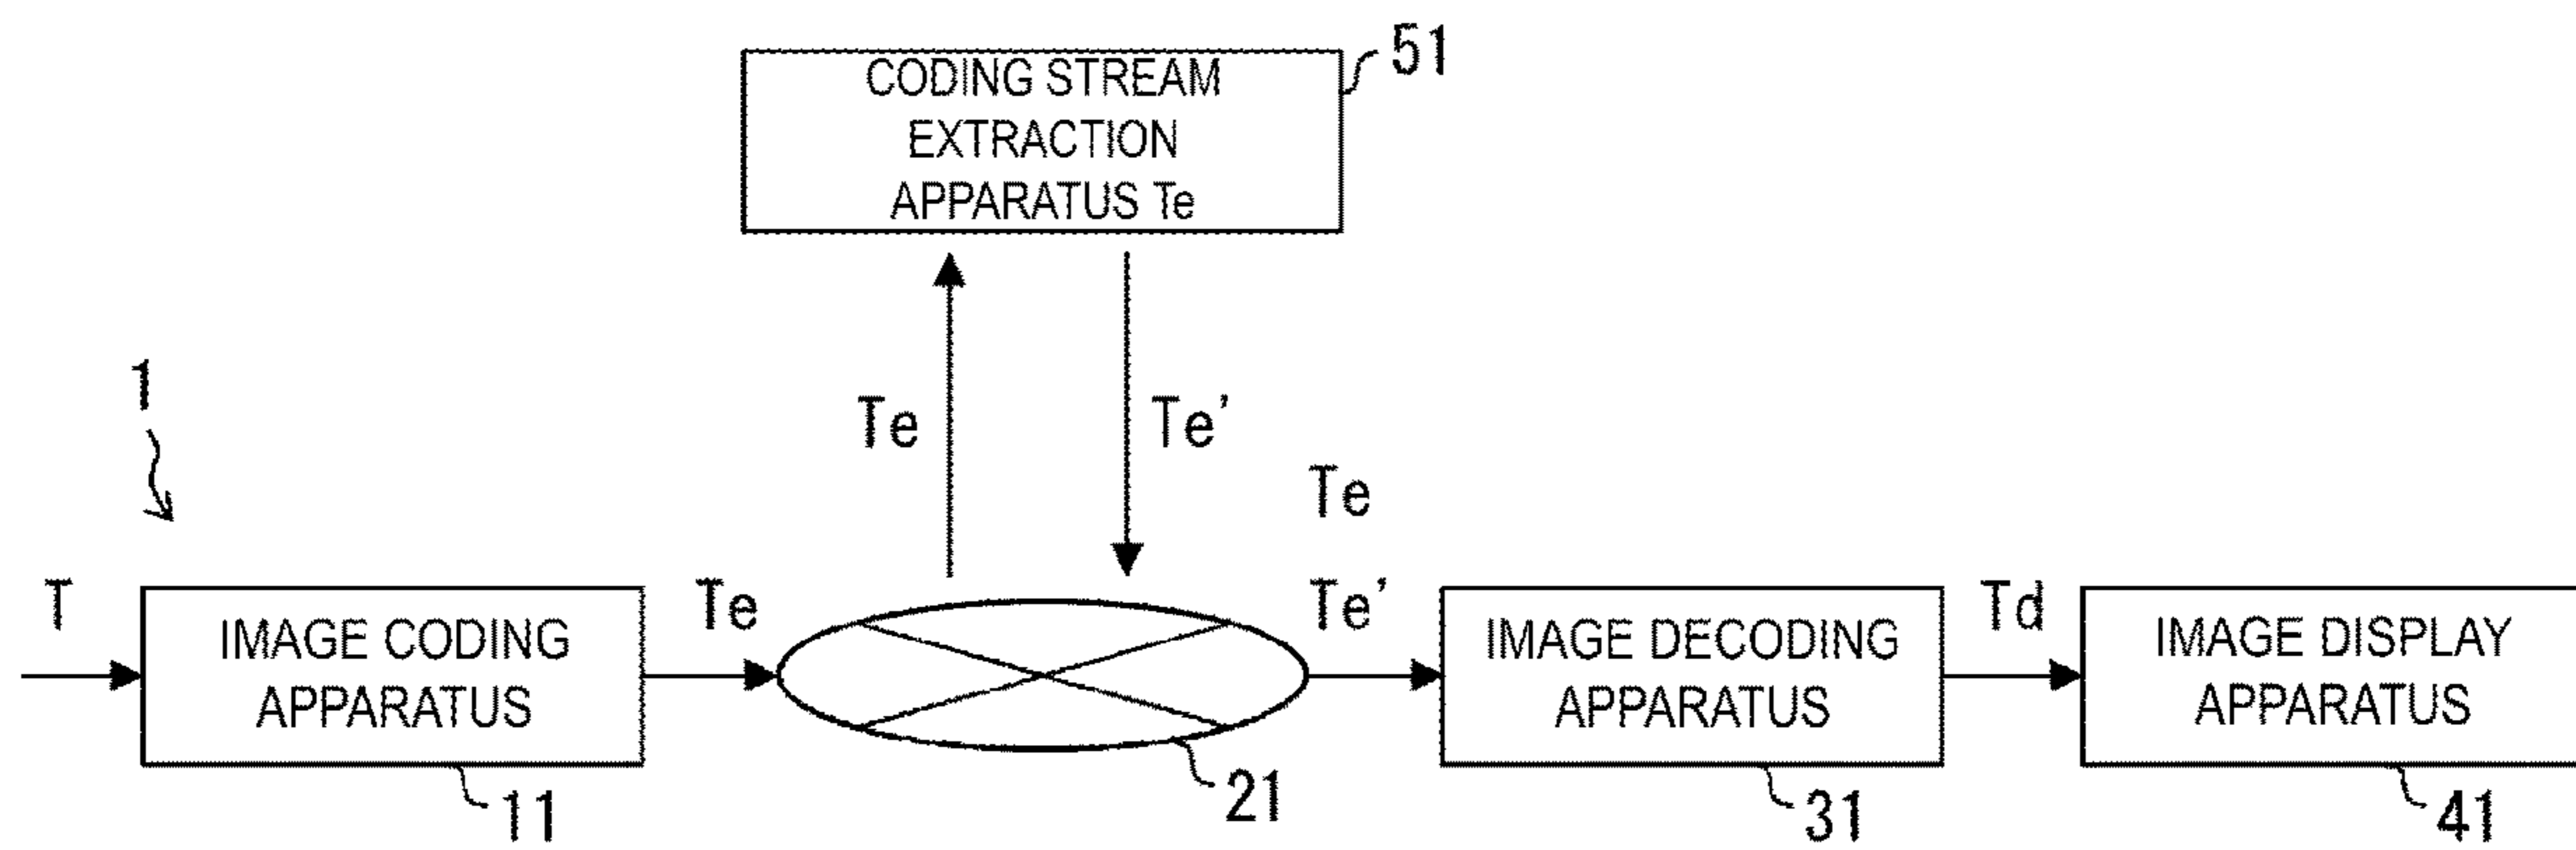 51
CODING STREAM
EXTRACTION
APPARATUS Te
1
Te
Te’
Te
T
Te
Te’
Td
IMAGE CODING
APPARATUS
IMAGE DECODING
APPARATUS
IMAGE DISPLAY
APPARATUS
11
21
31
41